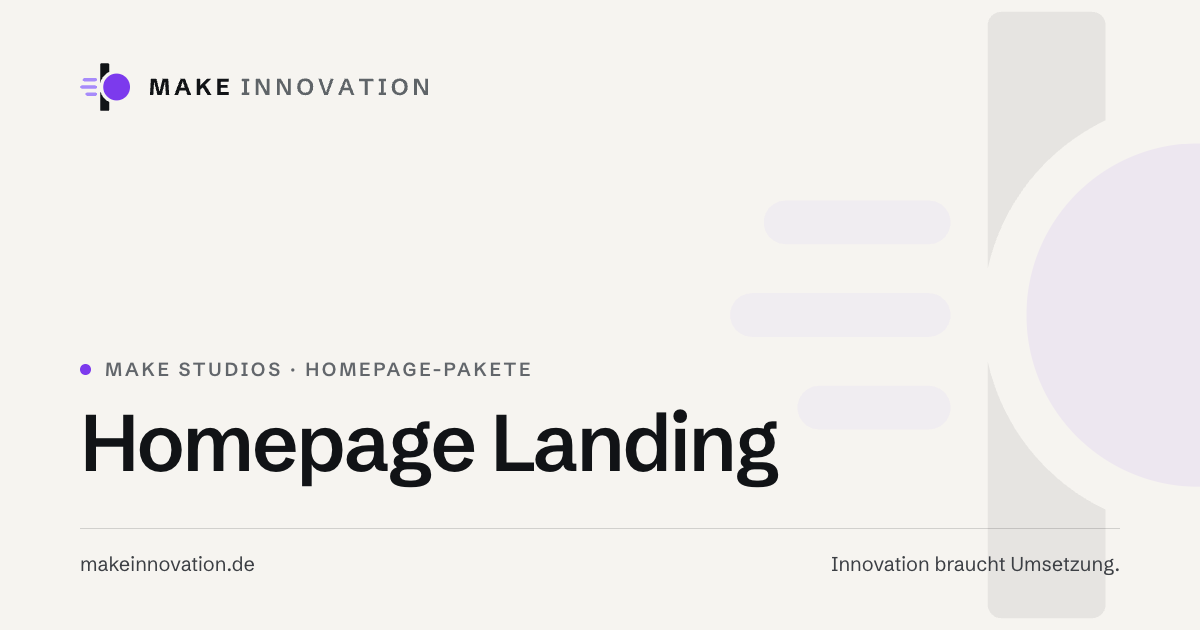 MAKE INNOVATION
MAKE STUDIOS · HOMEPAGE-PAKETE
Homepage Landing
makeinnovation.de
Innovation braucht Umsetzung.